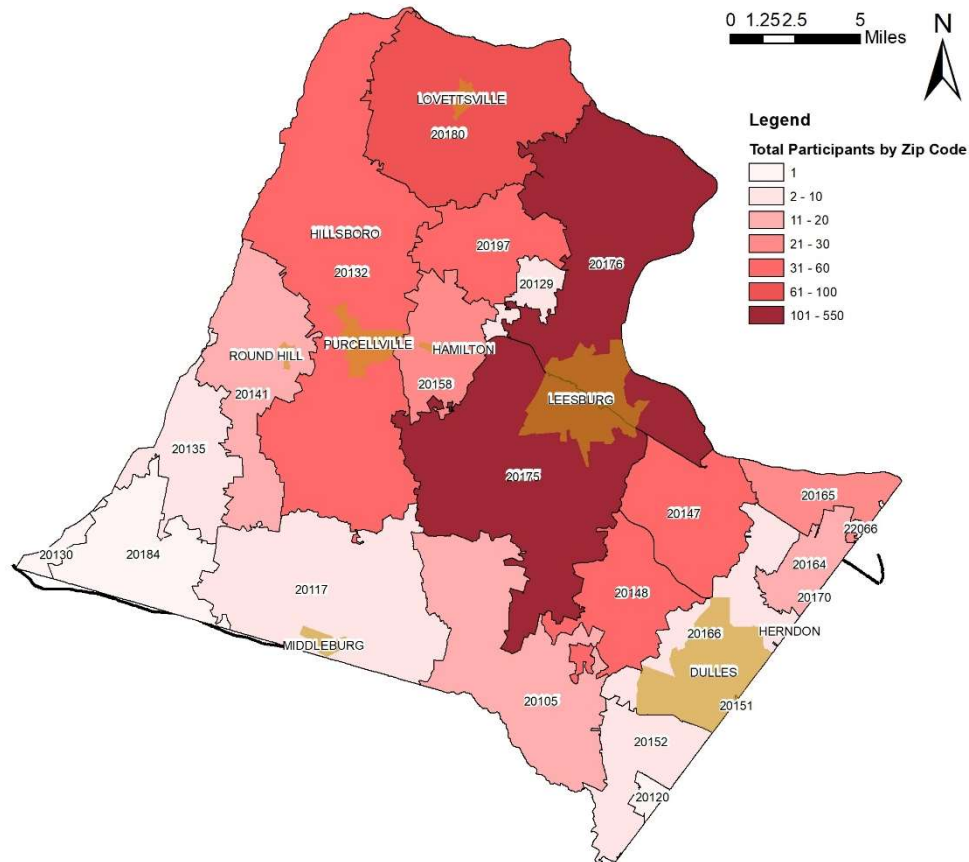 0 1.25 2.5 5
Miles
N
Legend
Total Participants by Zip Code
1
2 - 10
11 - 20
21 - 30
31 - 60
61 - 100
101 - 550
LOVETTSVILLE
20180
HILLSBORO
20132
20197
20176
20129
ROUND HILL
PURCELLVILLE
HAMILTON
20141
20158
LEESBURG
20135
20175
20147
20165
22066
20130
20184
20164
20117
20148
20170
20166
HERNDON
MIDDLEBURG
DULLES
20105
20151
20152
20120